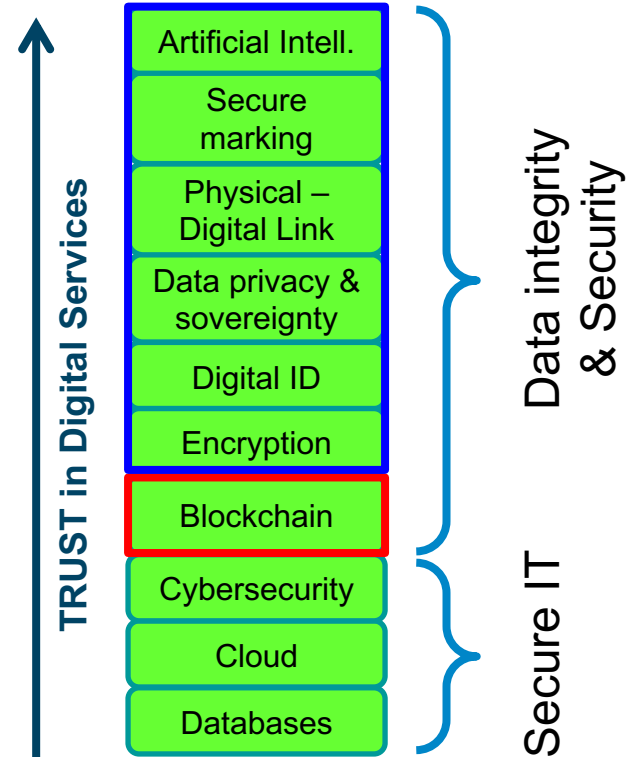 TRUST in Digital Services
Artificial Intell.
Secure
marking
Physical –
Digital Link
Data privacy &
sovereignty
Digital ID
Encryption
Blockchain
Cybersecurity
Cloud
Databases
Data integrity
& Security
Secure IT